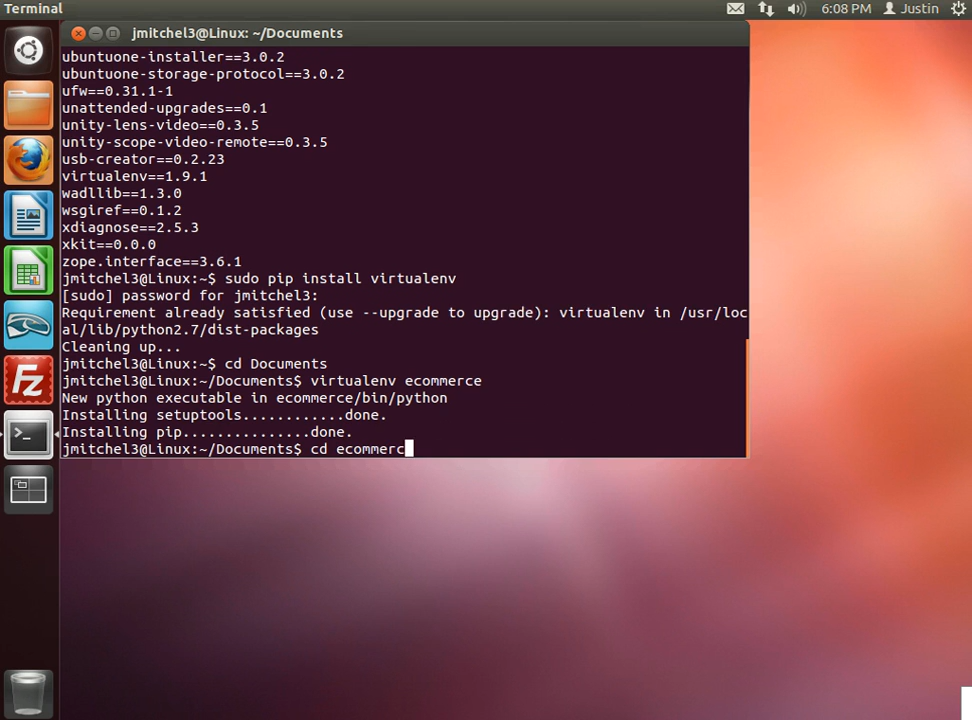 Terminal
6:08 PM
Justin
jmitchel3@Linux: ~/Documents
ubuntuone-installer==3.0.2
ubuntuone-storage-protocol==3.0.2
ufw==0.31.1-1
unattended-upgrades==0.1
unity-lens-video==0.3.5
unity-scope-video-remote==0.3.5
usb-creator==0.2.23
virtualenv==1.9.1
wadllib==1.3.0
wsgiref==0.1.2
xdiagnose==2.5.3
xkit==0.0.0
zope.interface==3.6.1
jmitchel3@Linux:~$ sudo pip install virtualenv
[sudo] password for jmitchel3:
Requirement already satisfied (use --upgrade to upgrade): virtualenv in /usr/loc
al/lib/python2.7/dist-packages
Cleaning up...
jmitchel3@Linux:~$ cd Documents
jmitchel3@Linux:~/Documents$ virtualenv ecommerce
New python executable in ecommerce/bin/python
Installing setuptools............done.
Installing pip...............done.
jmitchel3@Linux:~/Documents$ cd ecommerc
Fz
>_